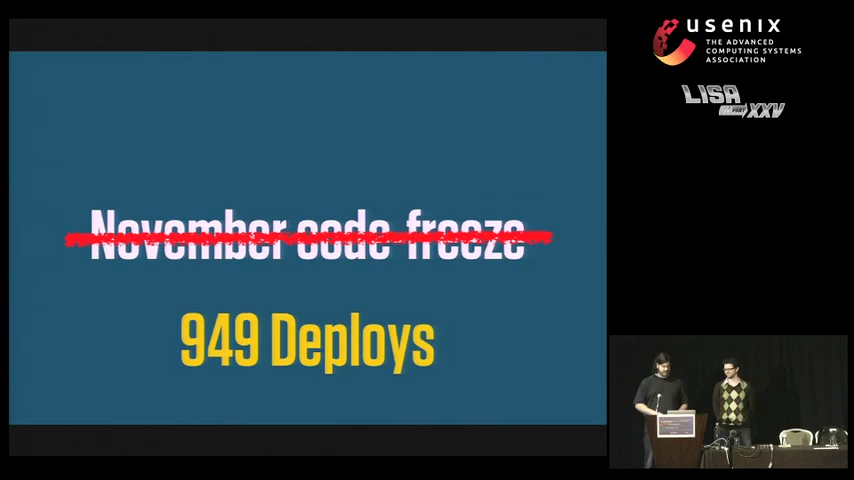 usenix
THE ADVANCED
COMPUTING SYSTEMS
ASSOCIATION
LISA
XXV
November code freeze
949 Deploys